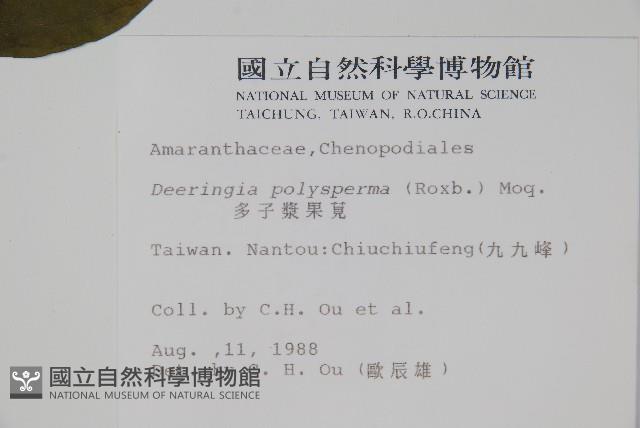 國立自然科學博物館
NATIONAL MUSEUM OF NATURAL SCIENCE
TAICHUNG, TAIWAN, R.O.CHINA
Amaranthaceae,Chenopodiales
Deeringia polysperma (Roxb.) Moq.
多子漿果莧
Taiwan. Nantou:Chiuchiufeng(九九峰)
Coll. by C.H. Ou et al.
Aug. ,11, 1988
H. Ou (歐辰雄)
國立自然科學博物館
NATIONAL MUSEUM OF NATURAL SCIENCE